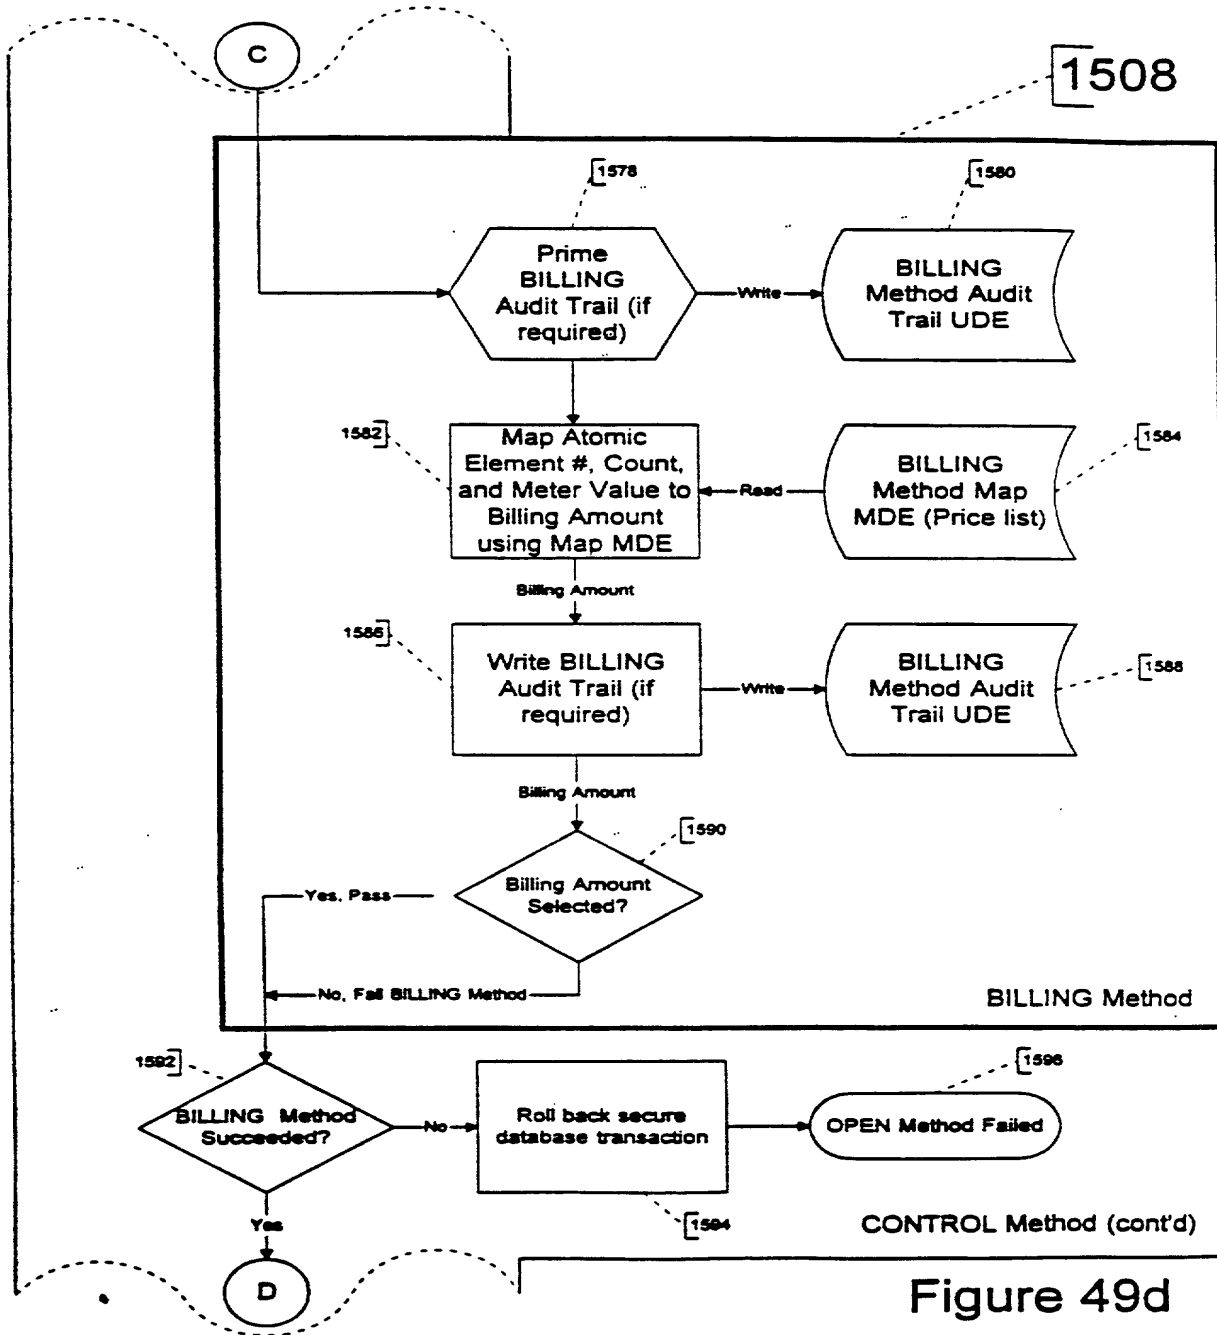 C
1508
1578
1580
Prime
BILLING
Audit Trail (if
required)
Write
BILLING
Method Audit
Trail UDE
1582
1584
Map Atomic
Element #, Count,
and Meter Value to
Billing Amount
using Map MDE
Read
BILLING
Method Map
MDE (Price list)
Billing Amount
1586
1588
Write BILLING
Audit Trail (if
required)
Write
BILLING
Method Audit
Trail UDE
Billing Amount
1590
Billing Amount
Selected?
Yes, Pass
No, Fail BILLING Method
BILLING Method
1592
1596
BILLING Method
Succeeded?
No
Roll back secure
database transaction
OPEN Method Failed
Yes
1594
CONTROL Method (cont'd)
D
Figure 49d